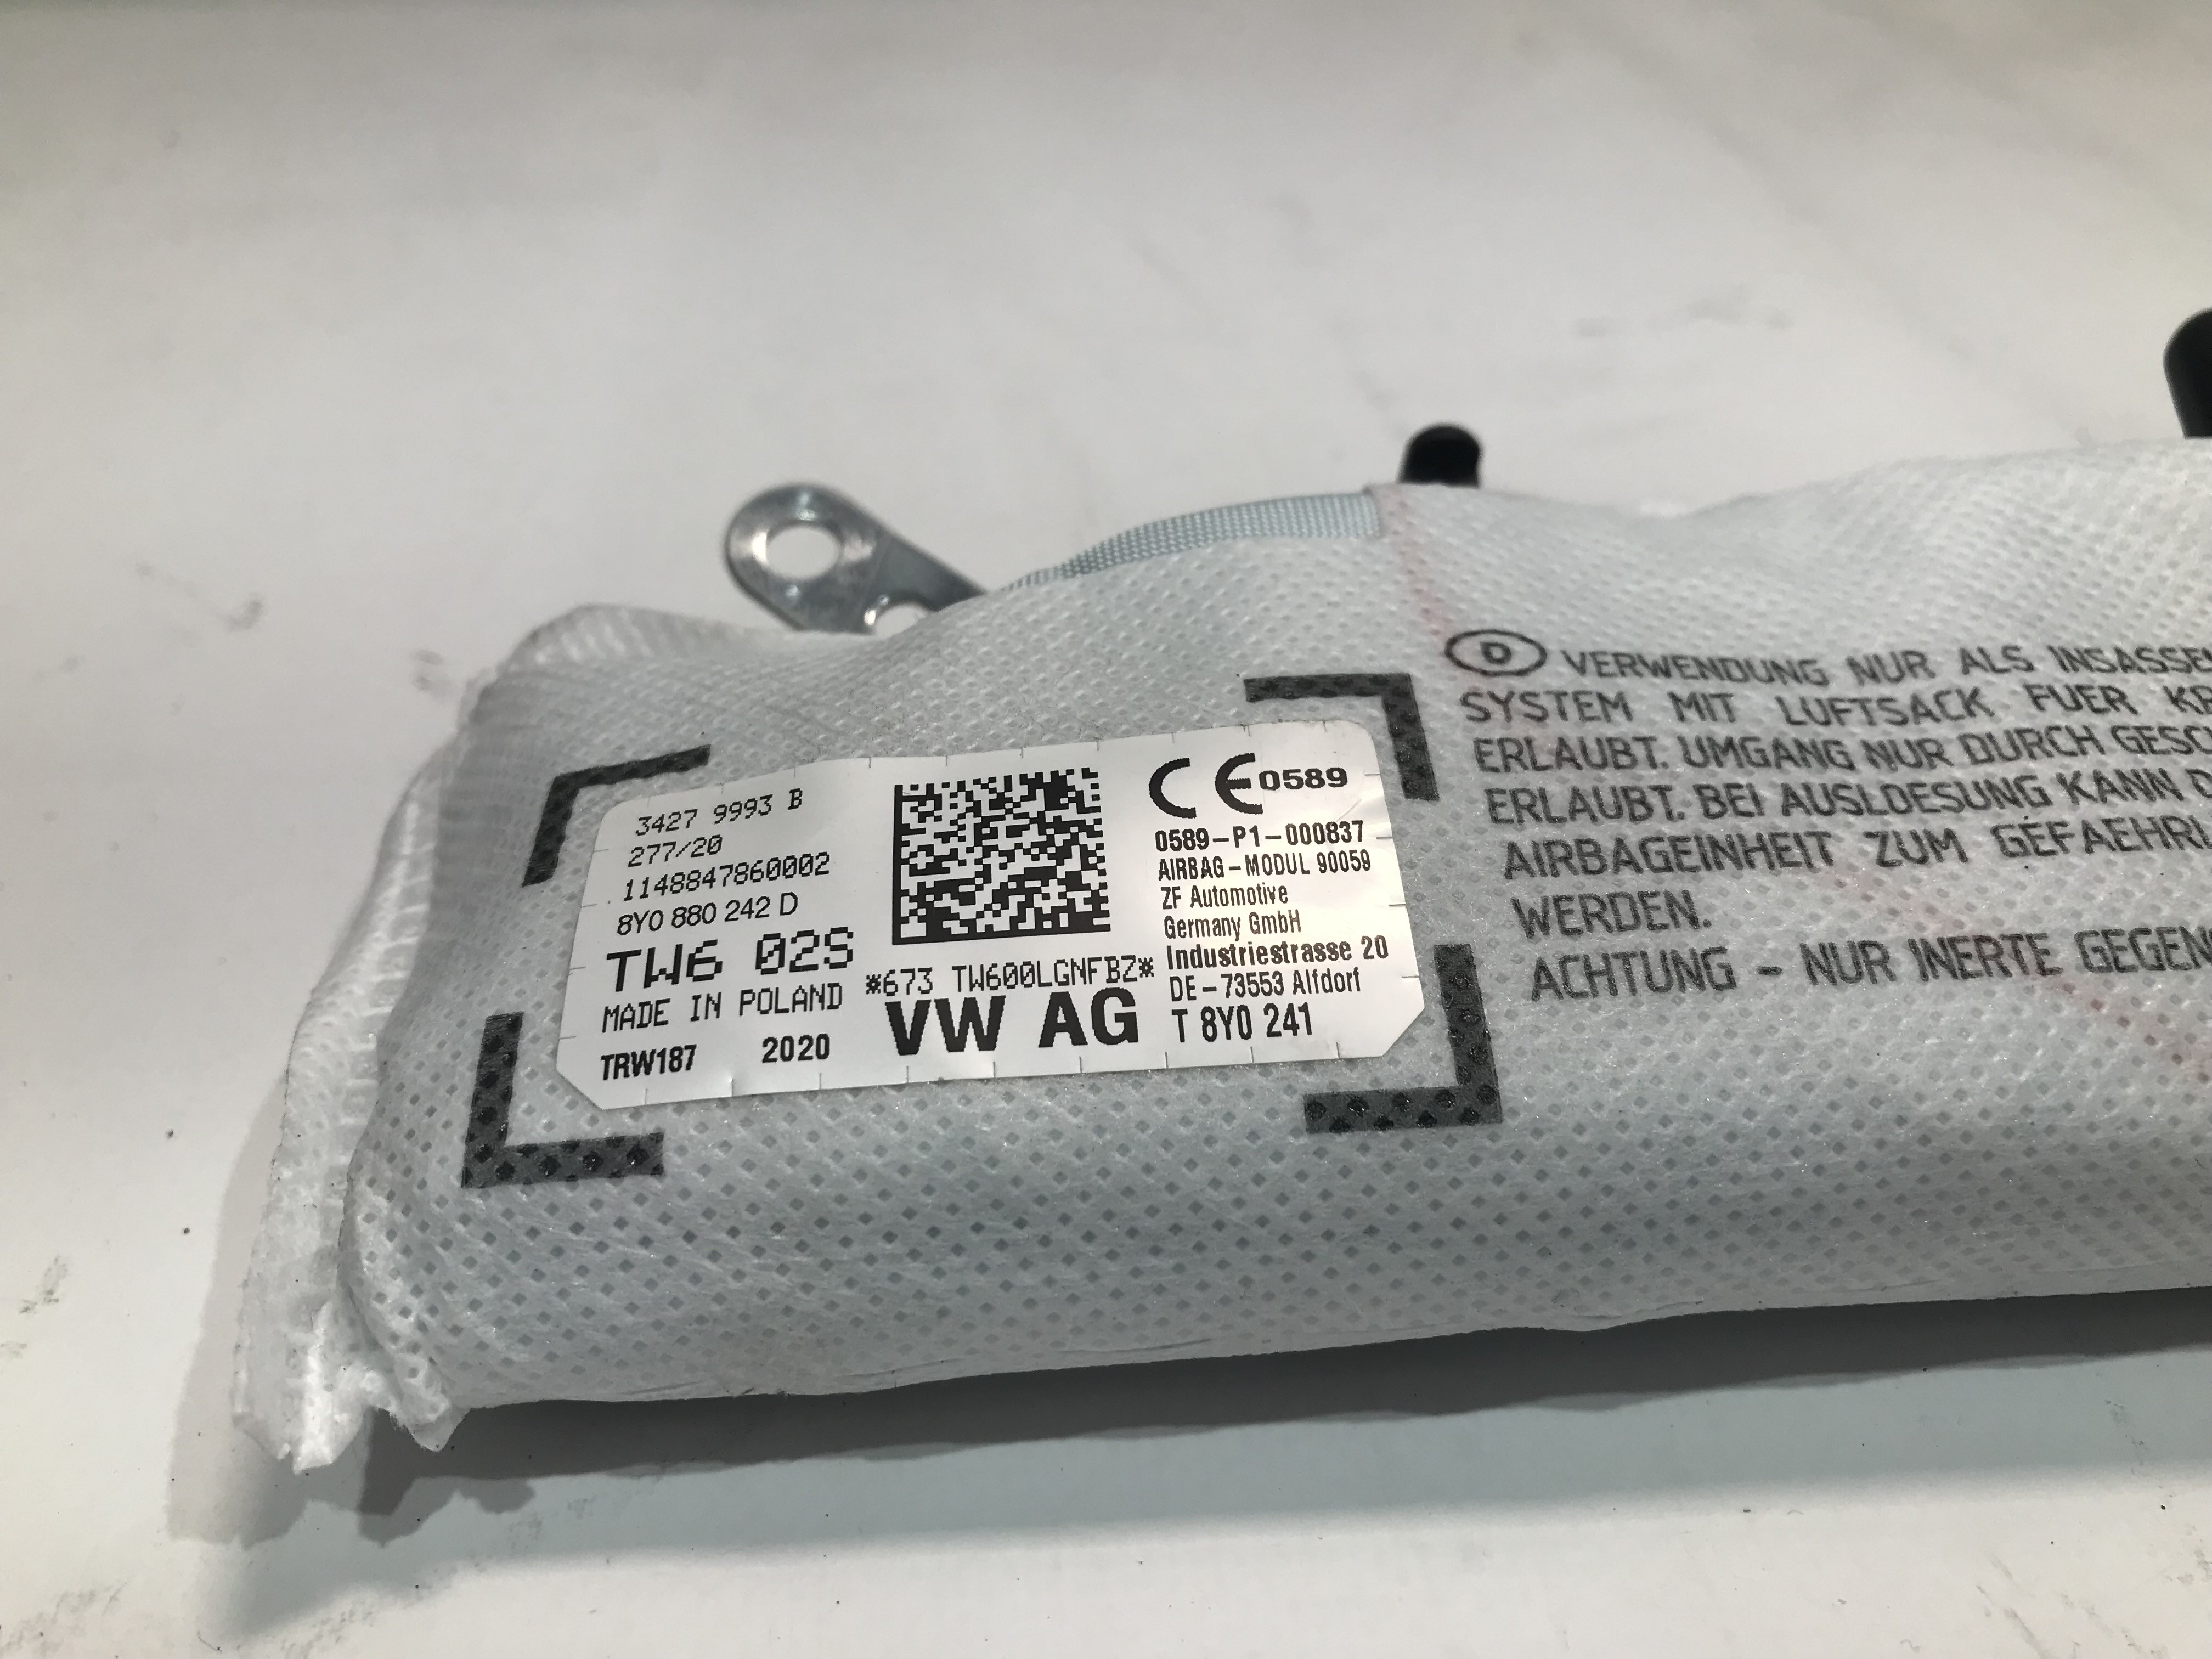 3427 9993 B
277/20
1148847860002
8Y0 880 242 D
TW6 02S
MADE IN POLAND
TRW187 2020
*673 TW600LGNFBZ*
VW AG
CE 0589
0589-P1-000837
AIRBAG-MODUL 90059
ZF Automotive
Germany GmbH
Industriestrasse 20
DE-73553 Alfdorf
T 8Y0 241
D VERWENDUNG NUR ALS
SYSTEM MIT LUFTSACK FUER
ERLAUBT. UMGANG NUR DURCH
ERLAUBT. BEI AUSLOESUNG KANN
AIRBAGEINHEIT ZUM
WERDEN.
ACHTUNG - NUR INERTE